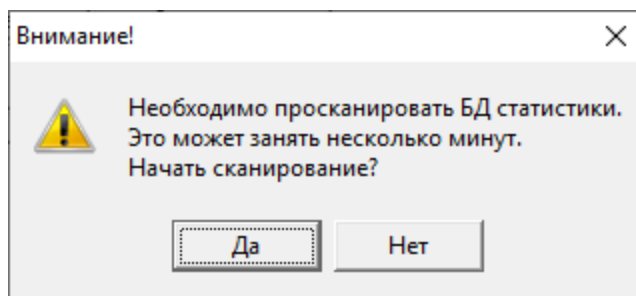 Внимание!
Необходимо просканировать БД статистики.
Это может занять несколько минут.
Начать сканирование?
Да
Нет